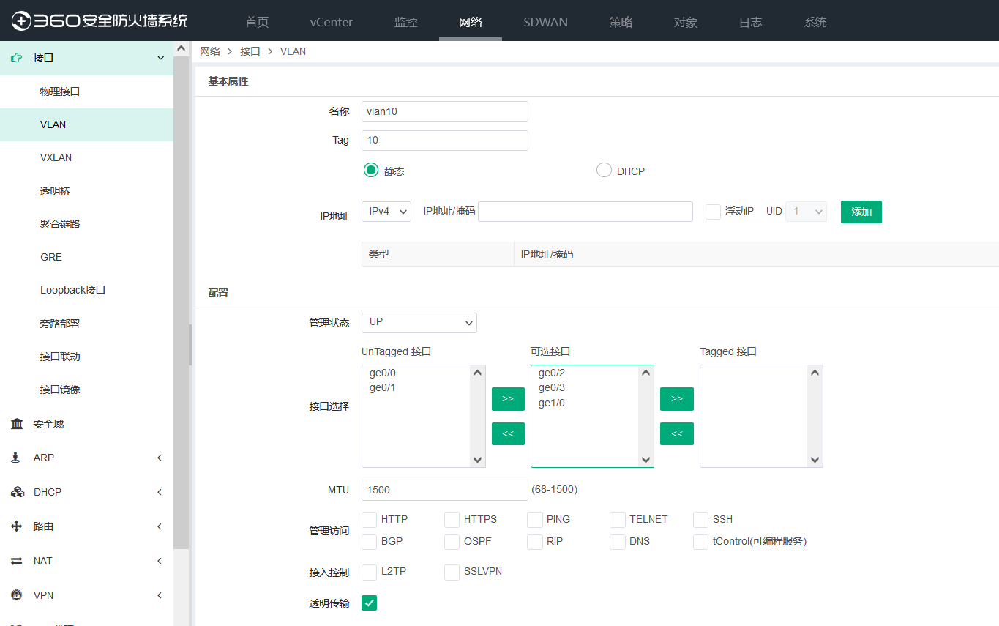 360安全防火墙系统 首页 vCenter 监控 网络 SDWAN 策略 对象 日志 系统
接口
物理接口
VLAN
VXLAN
透明桥
聚合链路
GRE
Loopback接口
旁路部署
接口联动
接口镜像
安全域
ARP
DHCP
路由
NAT
VPN
网络 > 接口 > VLAN
基本属性
名称 vlan10
Tag 10
静态 DHCP
IP地址 IPv4 IP地址/掩码 浮动IP UID 1 添加
类型 IP地址/掩码
配置
管理状态 UP
UnTagged 接口 可选接口 Tagged 接口
接口选择
ge0/0
ge0/1
>>
<<
ge0/2
ge0/3
ge1/0
>>
<<
MTU 1500 (68-1500)
管理访问
HTTP HTTPS PING TELNET SSH
BGP OSPF RIP DNS tControl(可编程服务)
接入控制 L2TP SSLVPN
透明传输